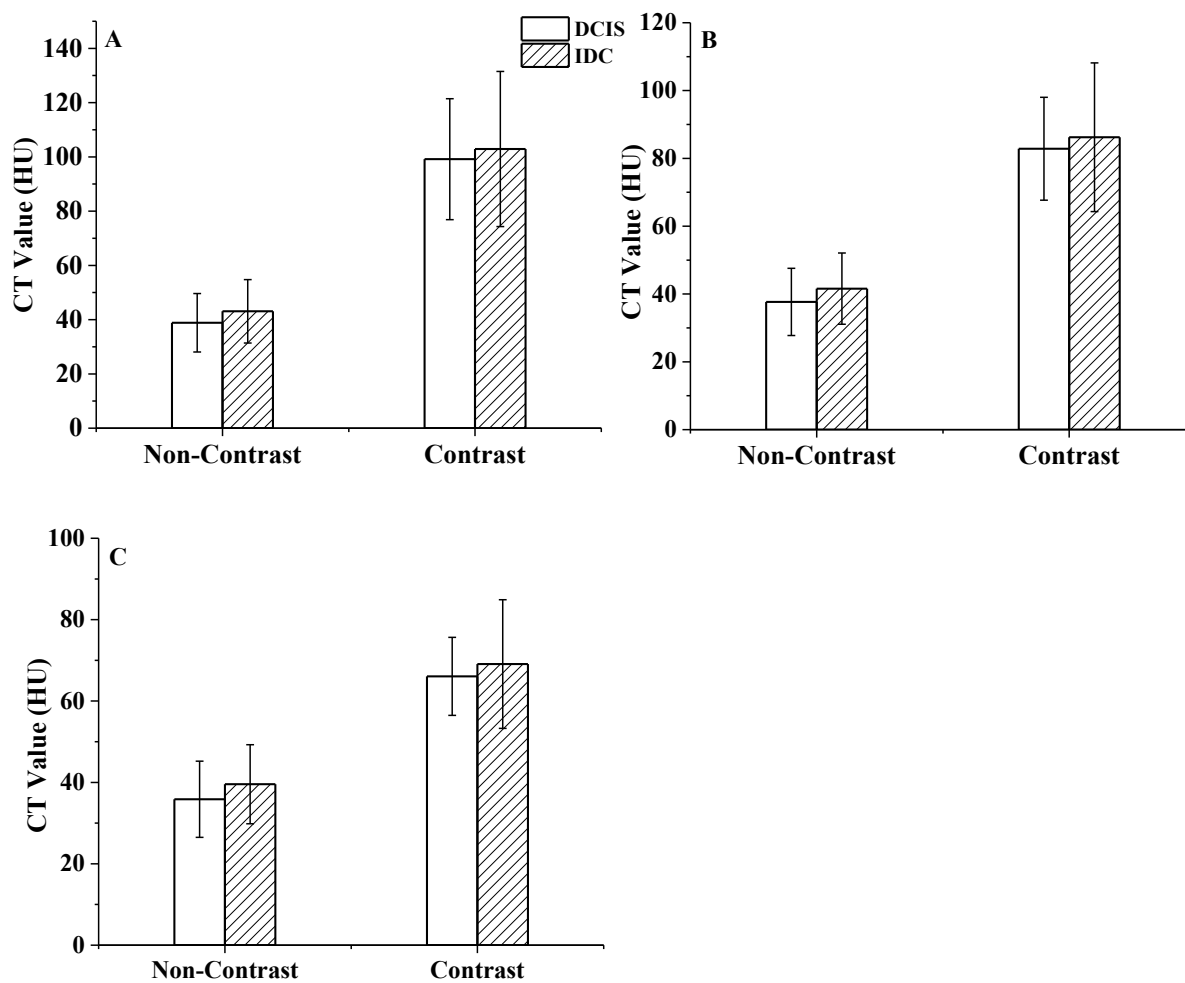 A
DCIS
IDC
CT Value (HU)
140
120
100
80
60
40
20
0
Non-Contrast
Contrast
B
CT Value (HU)
120
100
80
60
40
20
0
Non-Contrast
Contrast
C
CT Value (HU)
100
80
60
40
20
0
Non-Contrast
Contrast